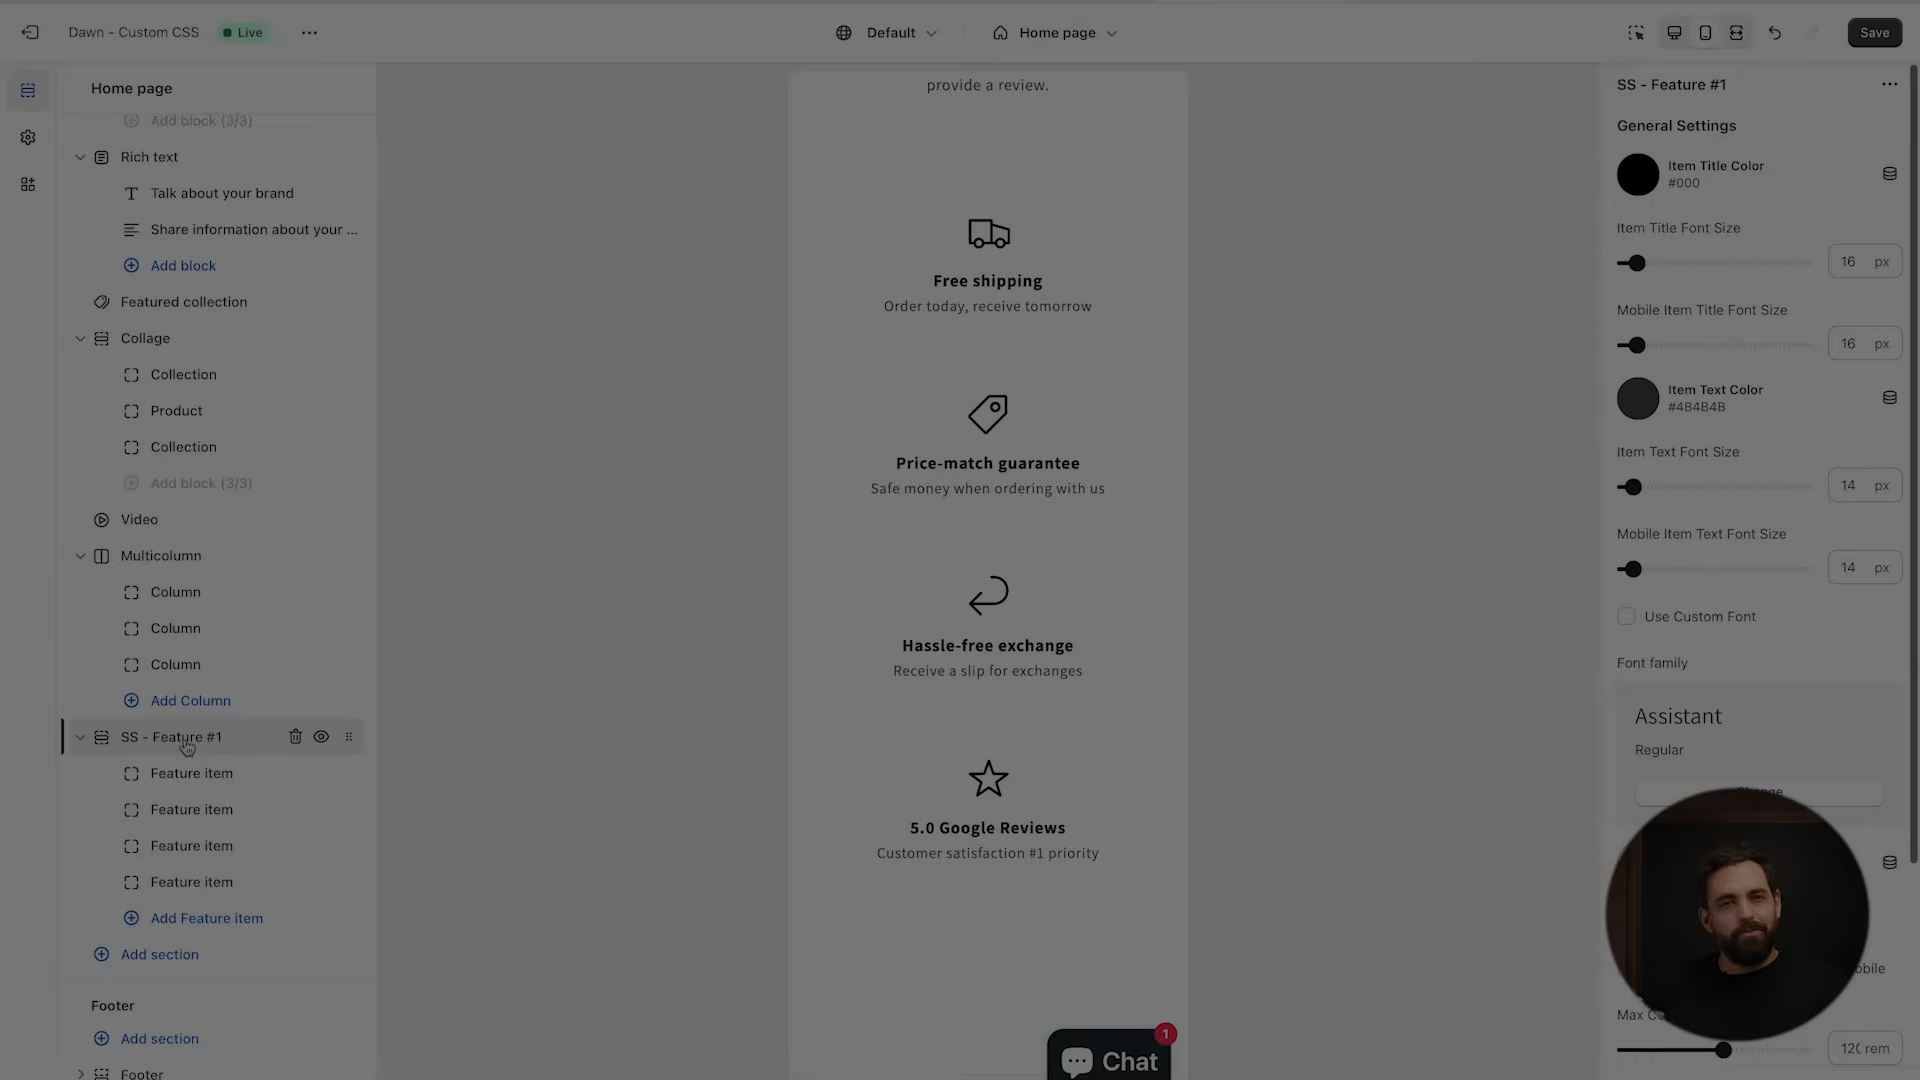 Dawn - Custom CSS
Live
Default
Home page
Save
Home page
Add block (3/3)
Rich text
Talk about your brand
Share information about your ...
Add block
Featured collection
Collage
Collection
Product
Collection
Add block (3/3)
Video
Multicolumn
Column
Column
Column
Add Column
SS - Feature #1
Feature item
Feature item
Feature item
Feature item
Add Feature item
Add section
Footer
Add section
Footer
provide a review.
Free shipping
Order today, receive tomorrow
Price-match guarantee
Safe money when ordering with us
Hassle-free exchange
Receive a slip for exchanges
5.0 Google Reviews
Customer satisfaction #1 priority
1
Chat
SS - Feature #1
General Settings
Item Title Color
#000
Item Title Font Size
16 px
Mobile Item Title Font Size
16 px
Item Text Color
#4B4B4B
Item Text Font Size
14 px
Mobile Item Text Font Size
14 px
Use Custom Font
Font family
Assistant
Regular
Change
Max
rem